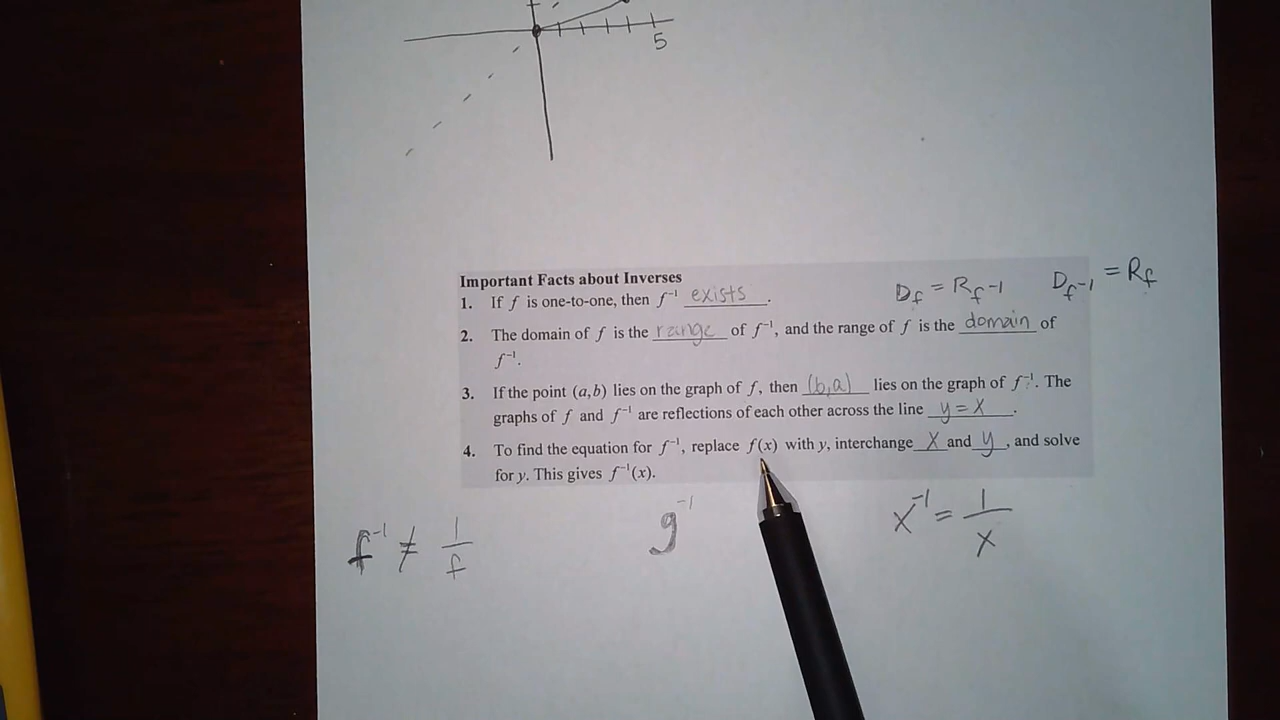 5
Important Facts about Inverses
1. If f is one-to-one, then f⁻¹ exists.
D_f = R_f⁻¹ D_f⁻¹ = R_f
2. The domain of f is the range of f⁻¹, and the range of f is the domain of
f⁻¹.
3. If the point (a,b) lies on the graph of f, then (b,a) lies on the graph of f⁻¹. The
graphs of f and f⁻¹ are reflections of each other across the line y = x.
4. To find the equation for f⁻¹, replace f(x) with y, interchange x and y, and solve
for y. This gives f⁻¹(x).
f⁻¹ ≠ 1/f
g⁻¹
x⁻¹ = 1/x